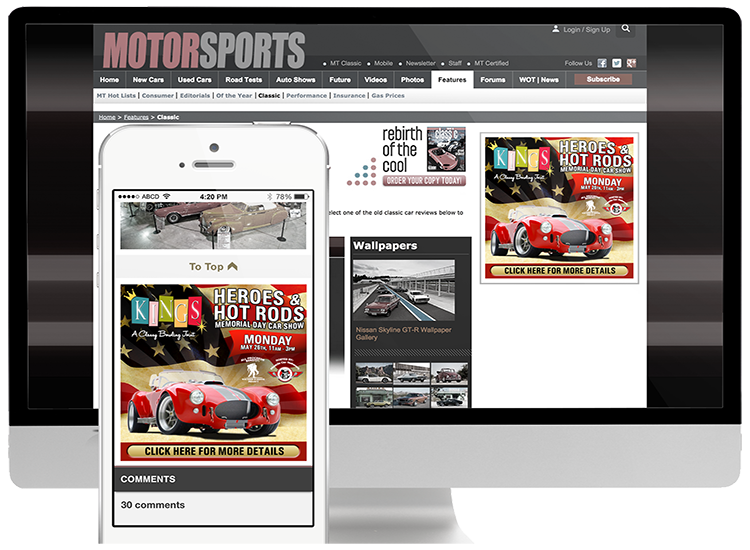 MOTORSPORTS
Login / Sign Up
MT Classic
Mobile
Newsletter
Staff
MT Certified
Follow Us
Home
New Cars
Used Cars
Road Tests
Auto Shows
Future
Videos
Photos
Features
Forums
WOT | News
Subscribe
MT Hot Lists | Consumer | Editorials | Of the Year | Classic | Performance | Insurance | Gas Prices
Home > Features > Classic
rebirth
of the
cool
ORDER YOUR COPY TODAY!
elect one of the old classic car reviews below to
Wallpapers
Nissan Skyline GT-R Wallpaper
Gallery
KINGS
A Classy Bowling Joint.
HEROES &
HOT RODS
MEMORIAL DAY CAR SHOW
MONDAY
MAY 26th, 11AM - 3PM
CLICK HERE FOR MORE DETAILS
ABCD
4:20 PM
78%
To Top
KINGS
A Classy Bowling Joint.
HEROES &
HOT RODS
MEMORIAL DAY CAR SHOW
MONDAY
MAY 26th, 11AM - 3PM
CLICK HERE FOR MORE DETAILS
COMMENTS
30 comments